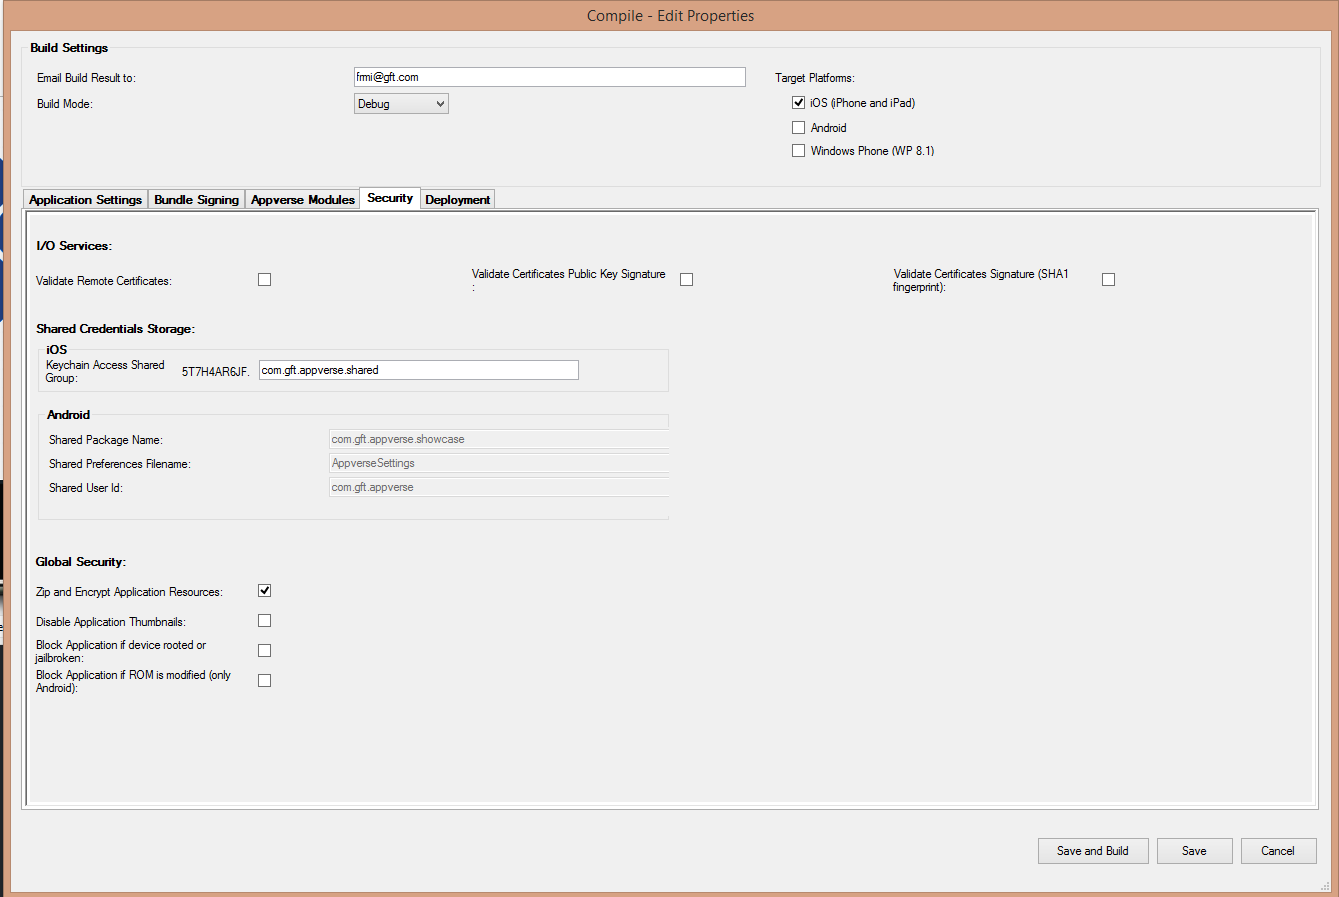 Compile - Edit Properties
Build Settings
Email Build Result to:
frmi@gft.com
Target Platforms:
Build Mode:
Debug
iOS (iPhone and iPad)
Android
Windows Phone (WP 8.1)
Application Settings
Bundle Signing
Appverse Modules
Security
Deployment
I/O Services:
Validate Remote Certificates:
Validate Certificates Public Key Signature
:
Validate Certificates Signature (SHA1
fingerprint):
Shared Credentials Storage:
iOS
Keychain Access Shared
Group:
5T7H4AR6JF.
com.gft.appverse.shared
Android
Shared Package Name:
com.gft.appverse.showcase
Shared Preferences Filename:
AppverseSettings
Shared User Id:
com.gft.appverse
Global Security:
Zip and Encrypt Application Resources:
Disable Application Thumbnails:
Block Application if device rooted or
jailbroken:
Block Application if ROM is modified (only
Android):
Save and Build
Save
Cancel